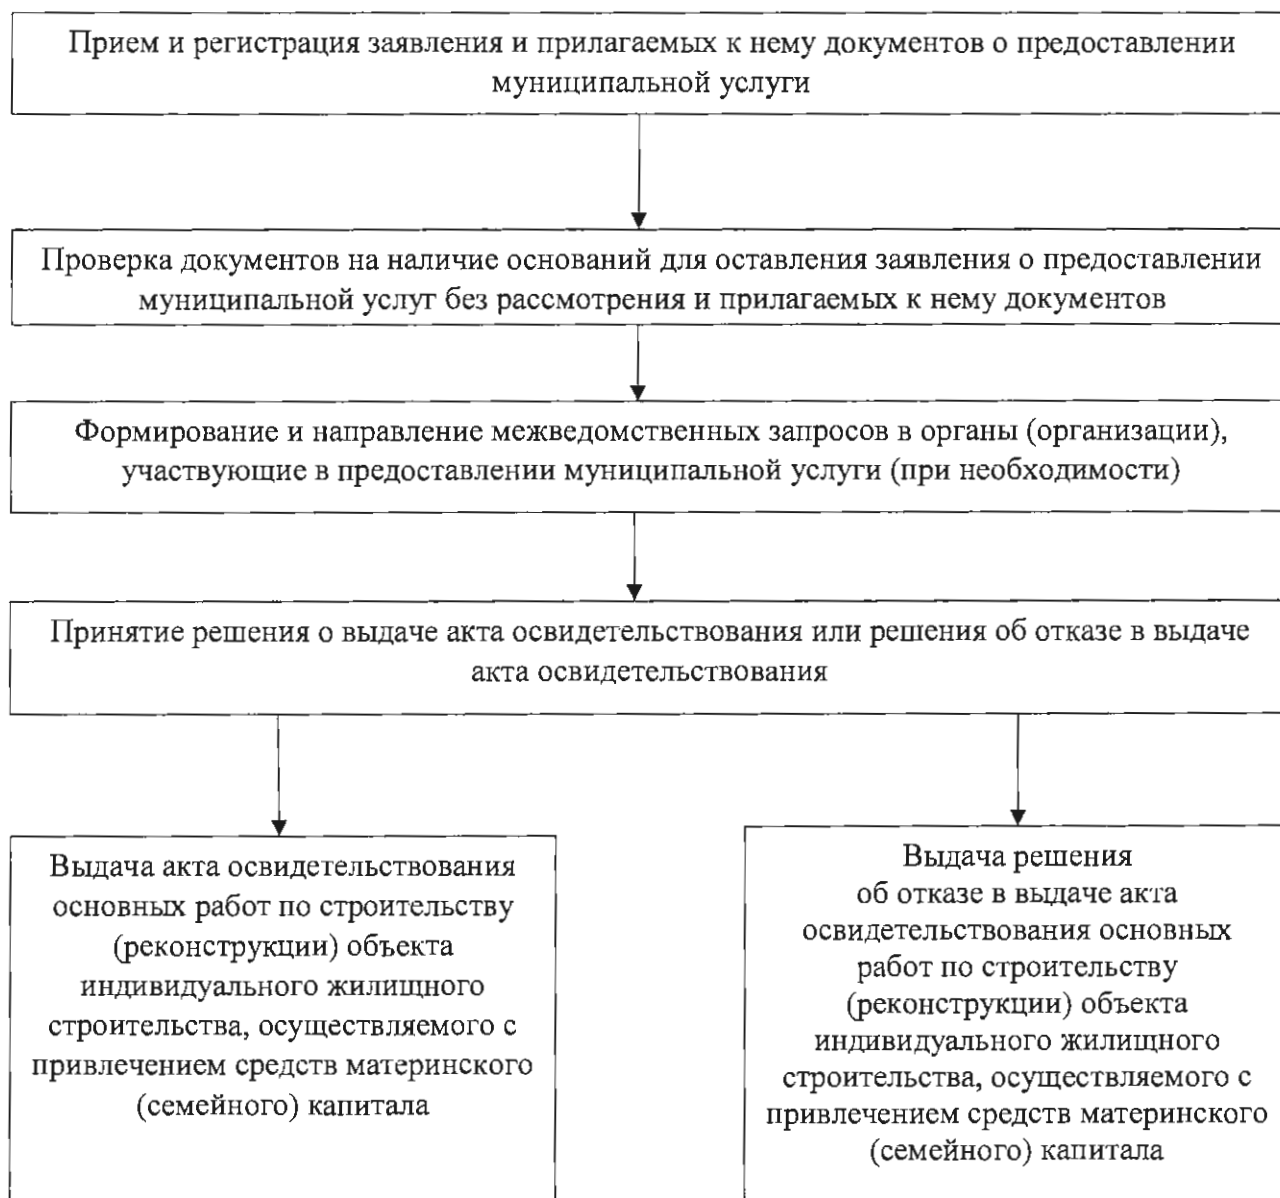 Прием и регистрация заявления и прилагаемых к нему документов о предоставлении
муниципальной услуги
Проверка документов на наличие оснований для оставления заявления о предоставлении
муниципальной услуг без рассмотрения и прилагаемых к нему документов
Формирование и направление межведомственных запросов в органы (организации),
участвующие в предоставлении муниципальной услуги (при необходимости)
Принятие решения о выдаче акта освидетельствования или решения об отказе в выдаче
акта освидетельствования
Выдача акта освидетельствования
основных работ по строительству
(реконструкции) объекта
индивидуального жилищного
строительства, осуществляемого с
привлечением средств материнского
(семейного) капитала
Выдача решения
об отказе в выдаче акта
освидетельствования основных
работ по строительству
(реконструкции) объекта
индивидуального жилищного
строительства, осуществляемого с
привлечением средств материнского
(семейного) капитала